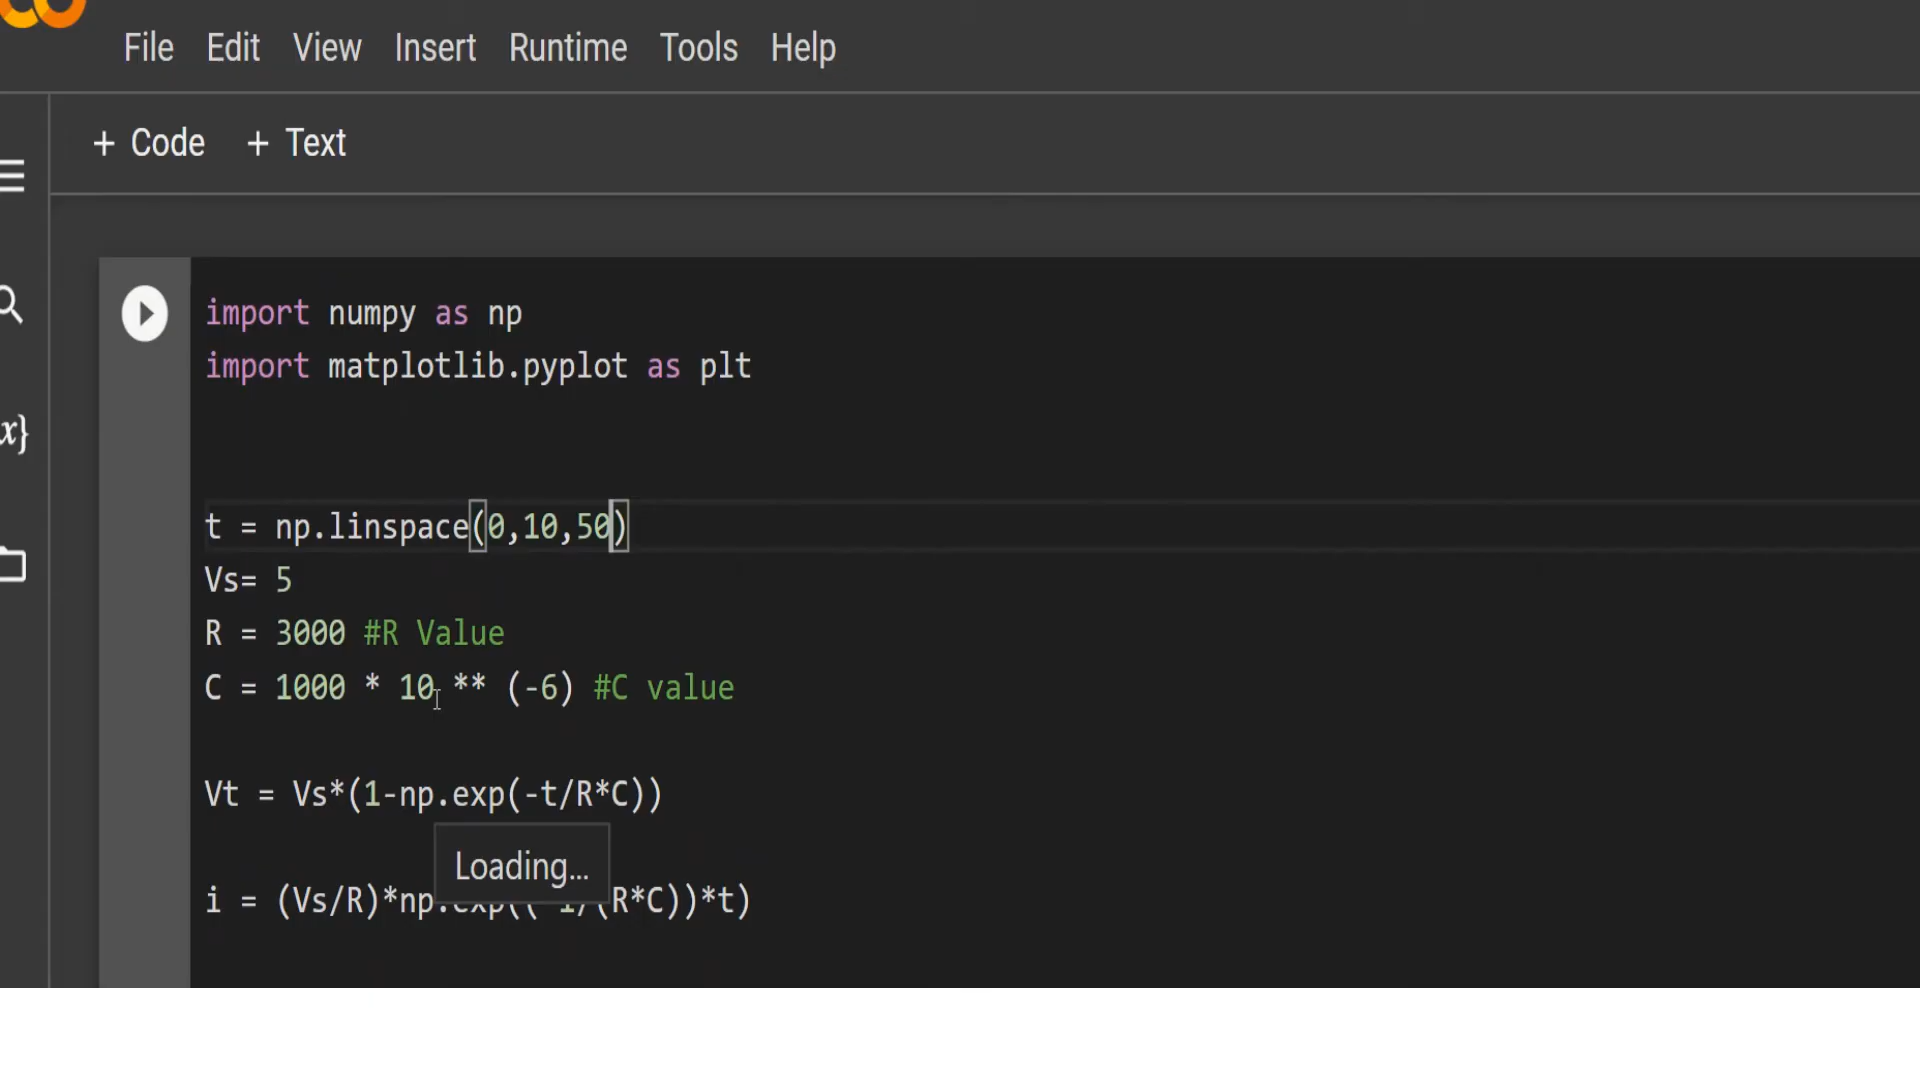 File Edit View Insert Runtime Tools Help
+ Code + Text
import numpy as np
import matplotlib.pyplot as plt
t = np.linspace(0,10,50)
Vs= 5
R = 3000 #R Value
C = 1000 * 10 ** (-6) #C value
Vt = Vs*(1-np.exp(-t/R*C))
Loading...
i = (Vs/R)*np.exp((-1/(R*C))*t)
x}